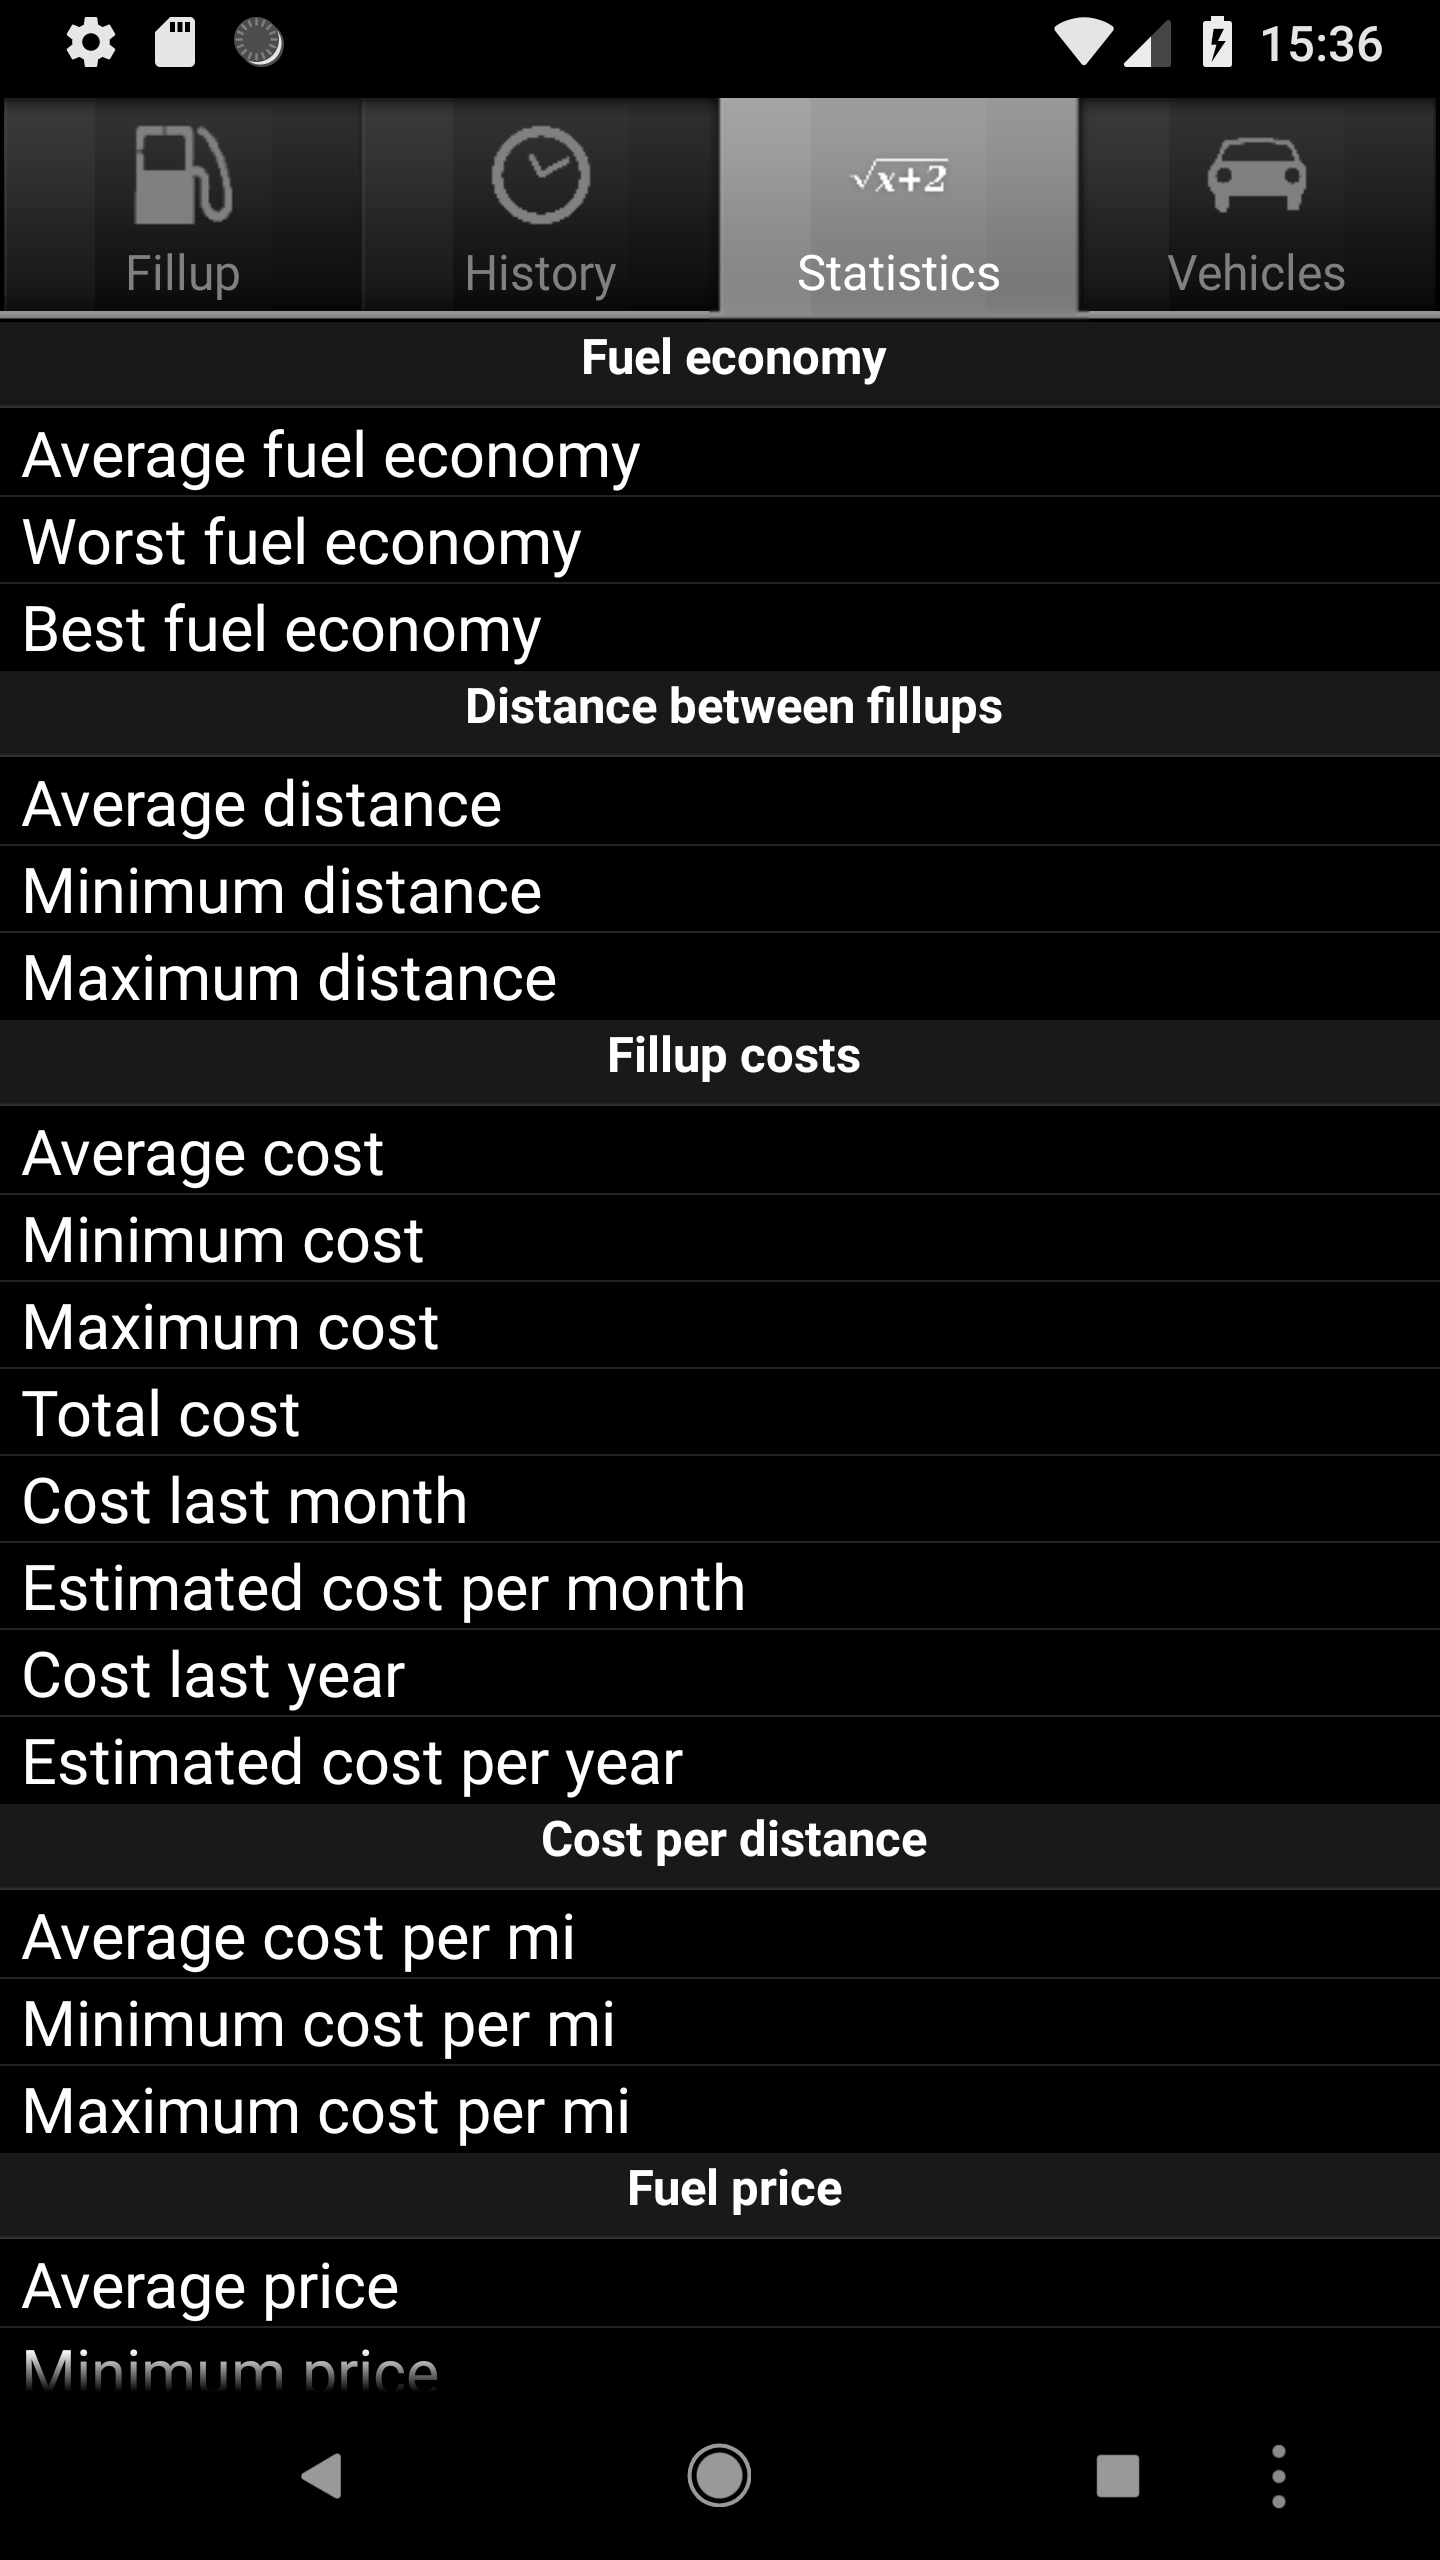 15:36
√x+2
Fillup
History
Statistics
Vehicles
Fuel economy
Average fuel economy
Worst fuel economy
Best fuel economy
Distance between fillups
Average distance
Minimum distance
Maximum distance
Fillup costs
Average cost
Minimum cost
Maximum cost
Total cost
Cost last month
Estimated cost per month
Cost last year
Estimated cost per year
Cost per distance
Average cost per mi
Minimum cost per mi
Maximum cost per mi
Fuel price
Average price
Minimum price